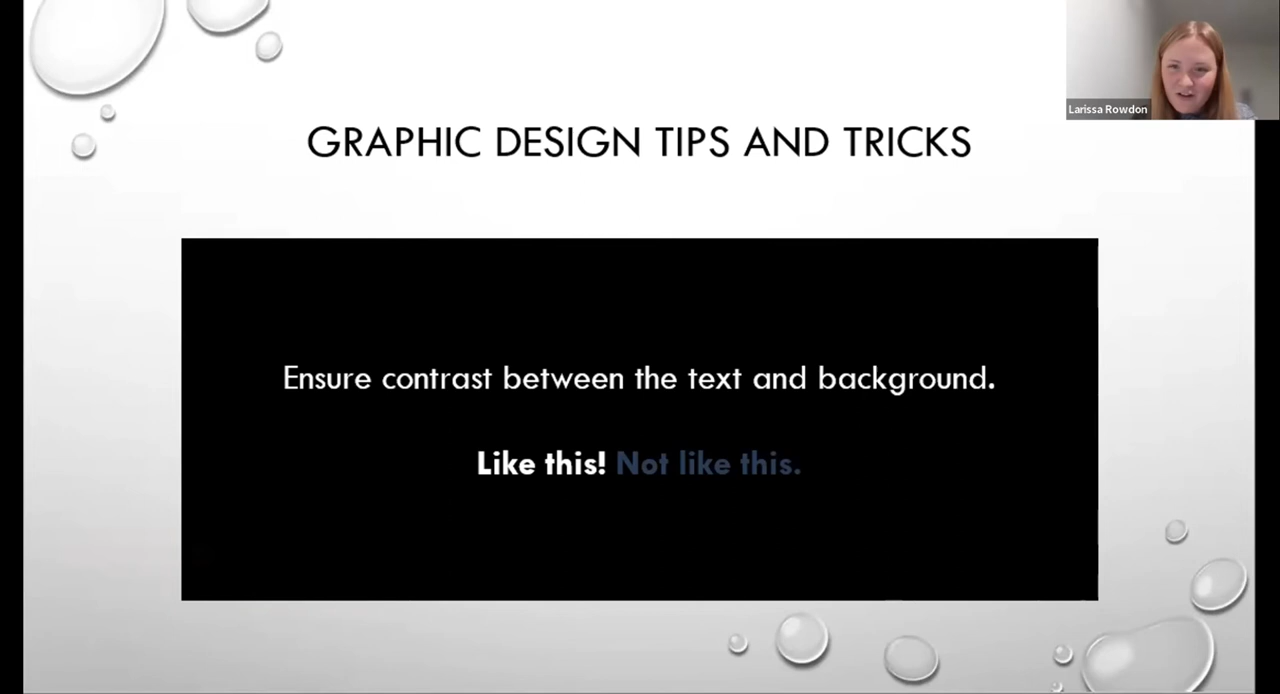 Larissa Rowdon
GRAPHIC DESIGN TIPS AND TRICKS
Ensure contrast between the text and background.
Like this! Not like this.